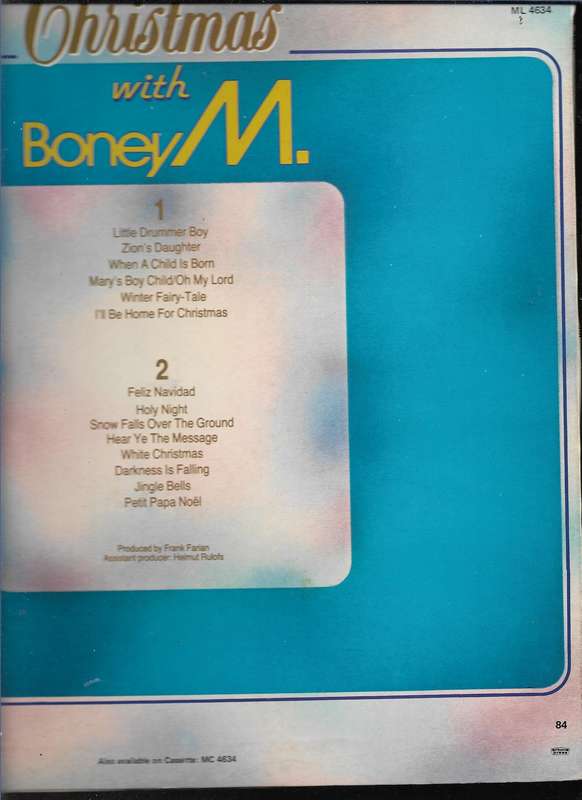 ML 4634
Christmas
with
Boney M.
1
Little Drummer Boy
Zion's Daughter
When A Child Is Born
Mary's Boy Child/Oh My Lord
Winter Fairy-Tale
I'll Be Home For Christmas
2
Feliz Navidad
Holy Night
Snow Falls Over The Ground
Hear Ye The Message
White Christmas
Darkness Is Falling
Jingle Bells
Petit Papa Noël
Produced by Frank Farian
Assistant producer: Helmut Rulofs
84
Also available on Cassette: MC 4634